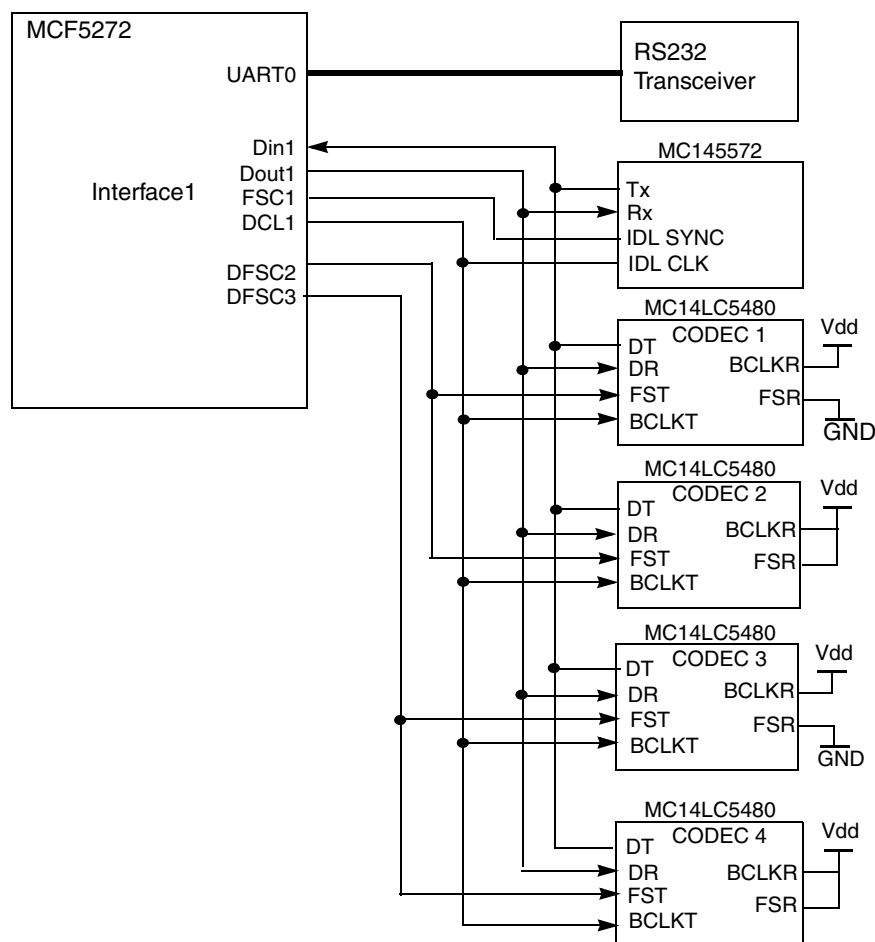 MCF5272
UART0
Din1
Dout1
FSC1
DCL1
Interface1
DFSC2
DFSC3
RS232
Transceiver
MC145572
Tx
Rx
IDL SYNC
IDL CLK
MC14LC5480
CODEC 1
DT
DR
FST
BCLKT
BCLKR
FSR
Vdd
GND
MC14LC5480
CODEC 2
DT
DR
FST
BCLKT
BCLKR
FSR
Vdd
MC14LC5480
CODEC 3
DT
DR
FST
BCLKT
BCLKR
FSR
Vdd
GND
MC14LC5480
CODEC 4
DT
DR
FST
BCLKT
BCLKR
FSR
Vdd